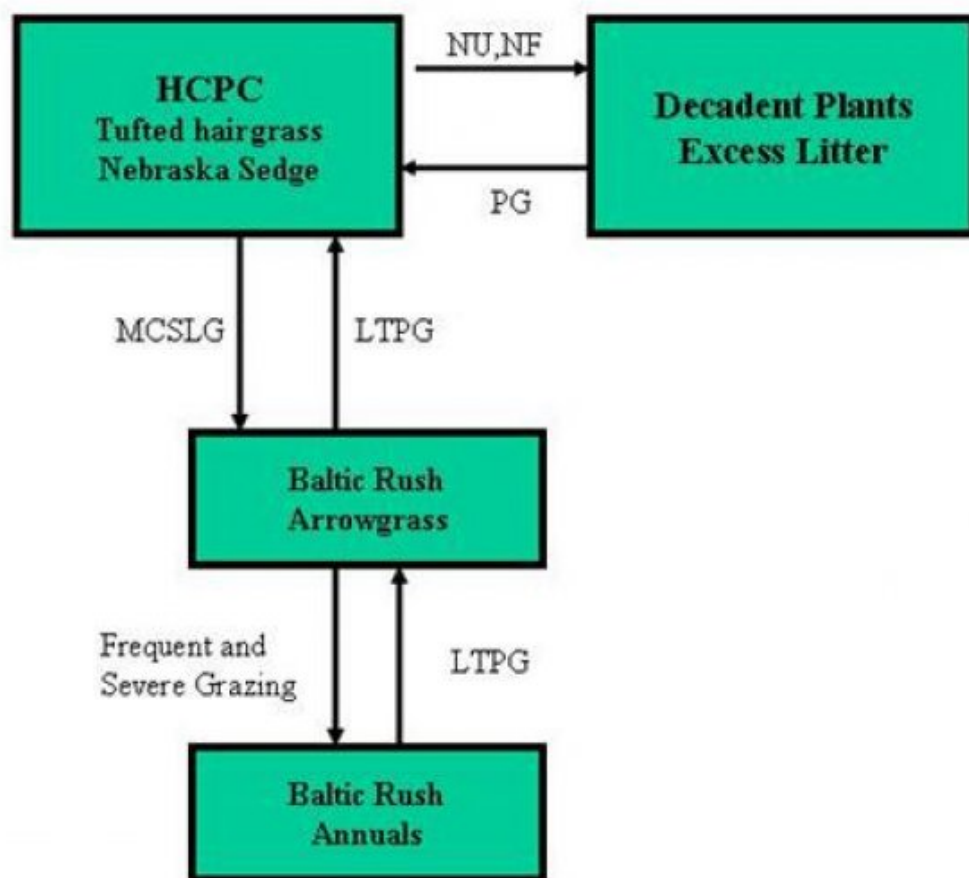 HCPC
Tufted hairgrass
Nebraska Sedge
NU,NF
Decadent Plants
Excess Litter
PG
MCSLG
LTPG
Baltic Rush
Arrowgrass
Frequent and
Severe Grazing
LTPG
Baltic Rush
Annuals